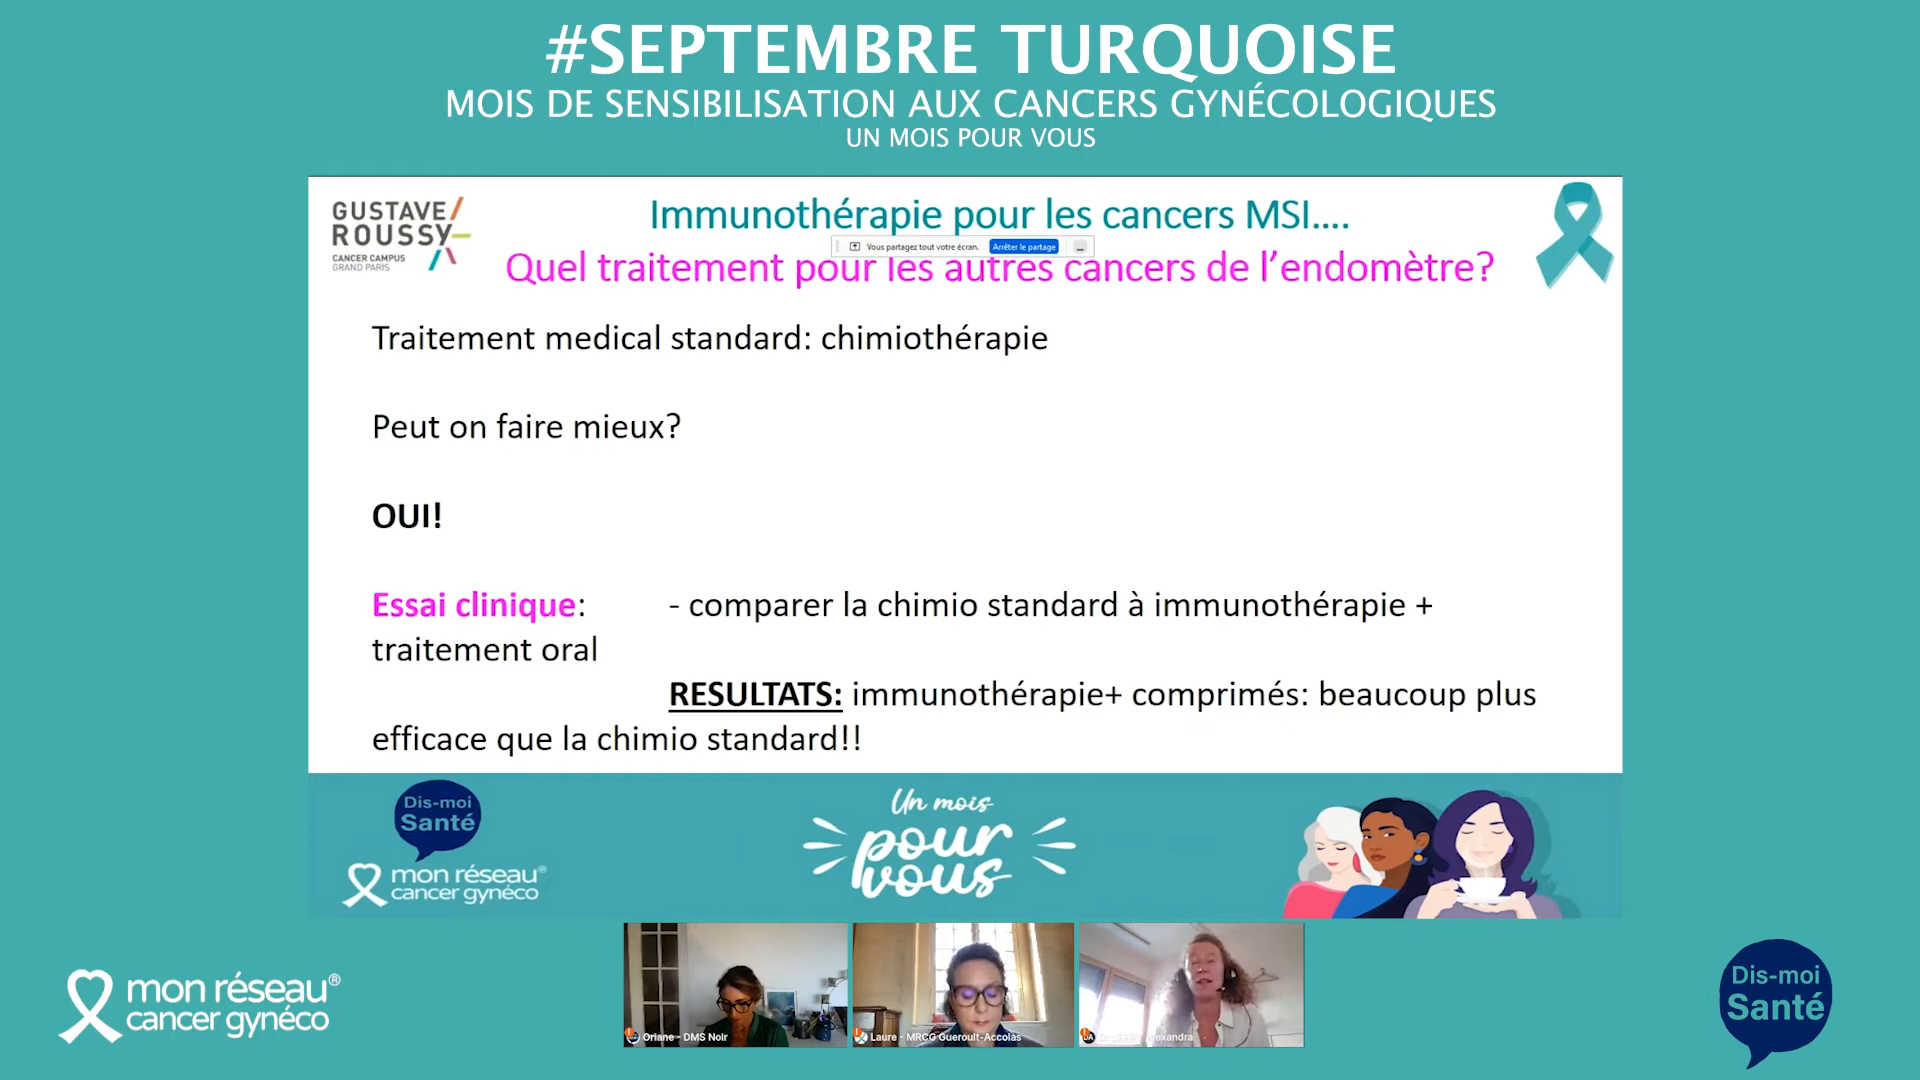 #SEPTEMBRE TURQUOISE
MOIS DE SENSIBILISATION AUX CANCERS GYNÉCOLOGIQUES
UN MOIS POUR VOUS
GUSTAVE
ROUSSY
CANCER CAMPUS
GRAND PARIS
Immunothérapie pour les cancers MSI....
Vous partagez tout votre écran. Arrêter le partage
Quel traitement pour les autres cancers de l'endomètre?
Traitement medical standard: chimiothérapie
Peut on faire mieux?
OUI!
Essai clinique: - comparer la chimio standard à immunothérapie +
traitement oral
RESULTATS: immunothérapie+ comprimés: beaucoup plus
efficace que la chimio standard!!
Dis-moi
Santé
mon réseau®
cancer gynéco
Un mois
pour
vous
Oriane - DMS Noir
Laure - MRCG Gueroult-Accolas
mon réseau®
cancer gynéco
Dis-moi
Santé